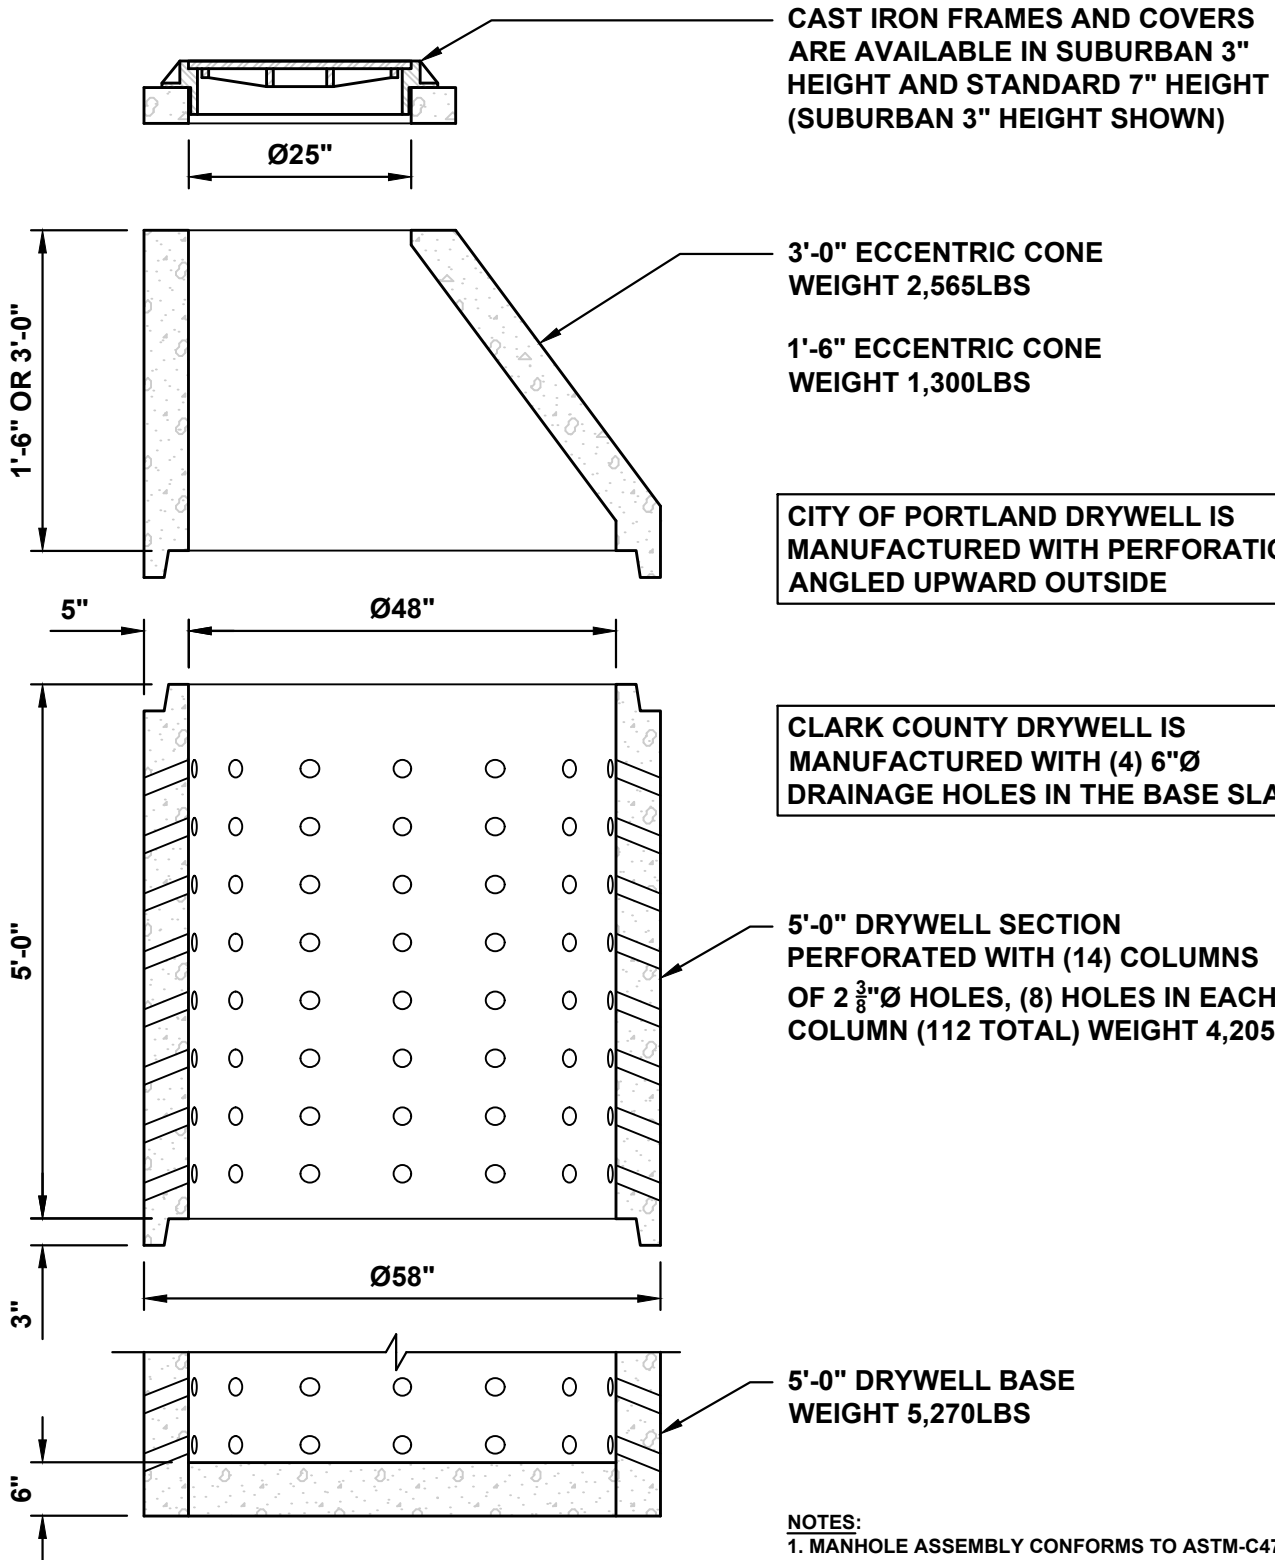 CAST IRON FRAMES AND COVERS
ARE AVAILABLE IN SUBURBAN 3"
HEIGHT AND STANDARD 7" HEIGHT
(SUBURBAN 3" HEIGHT SHOWN)
Ø25"
3'-0" ECCENTRIC CONE
WEIGHT 2,565LBS
1'-6" ECCENTRIC CONE
WEIGHT 1,300LBS
1'-6" OR 3'-0"
CITY OF PORTLAND DRYWELL IS
MANUFACTURED WITH PERFORATIO
ANGLED UPWARD OUTSIDE
5"
Ø48"
CLARK COUNTY DRYWELL IS
MANUFACTURED WITH (4) 6"Ø
DRAINAGE HOLES IN THE BASE SLA
5'-0"
5'-0" DRYWELL SECTION
PERFORATED WITH (14) COLUMNS
OF 2 3/8"Ø HOLES, (8) HOLES IN EACH
COLUMN (112 TOTAL) WEIGHT 4,205
Ø58"
3"
5'-0" DRYWELL BASE
WEIGHT 5,270LBS
6"
NOTES:
1. MANHOLE ASSEMBLY CONFORMS TO ASTM-C47